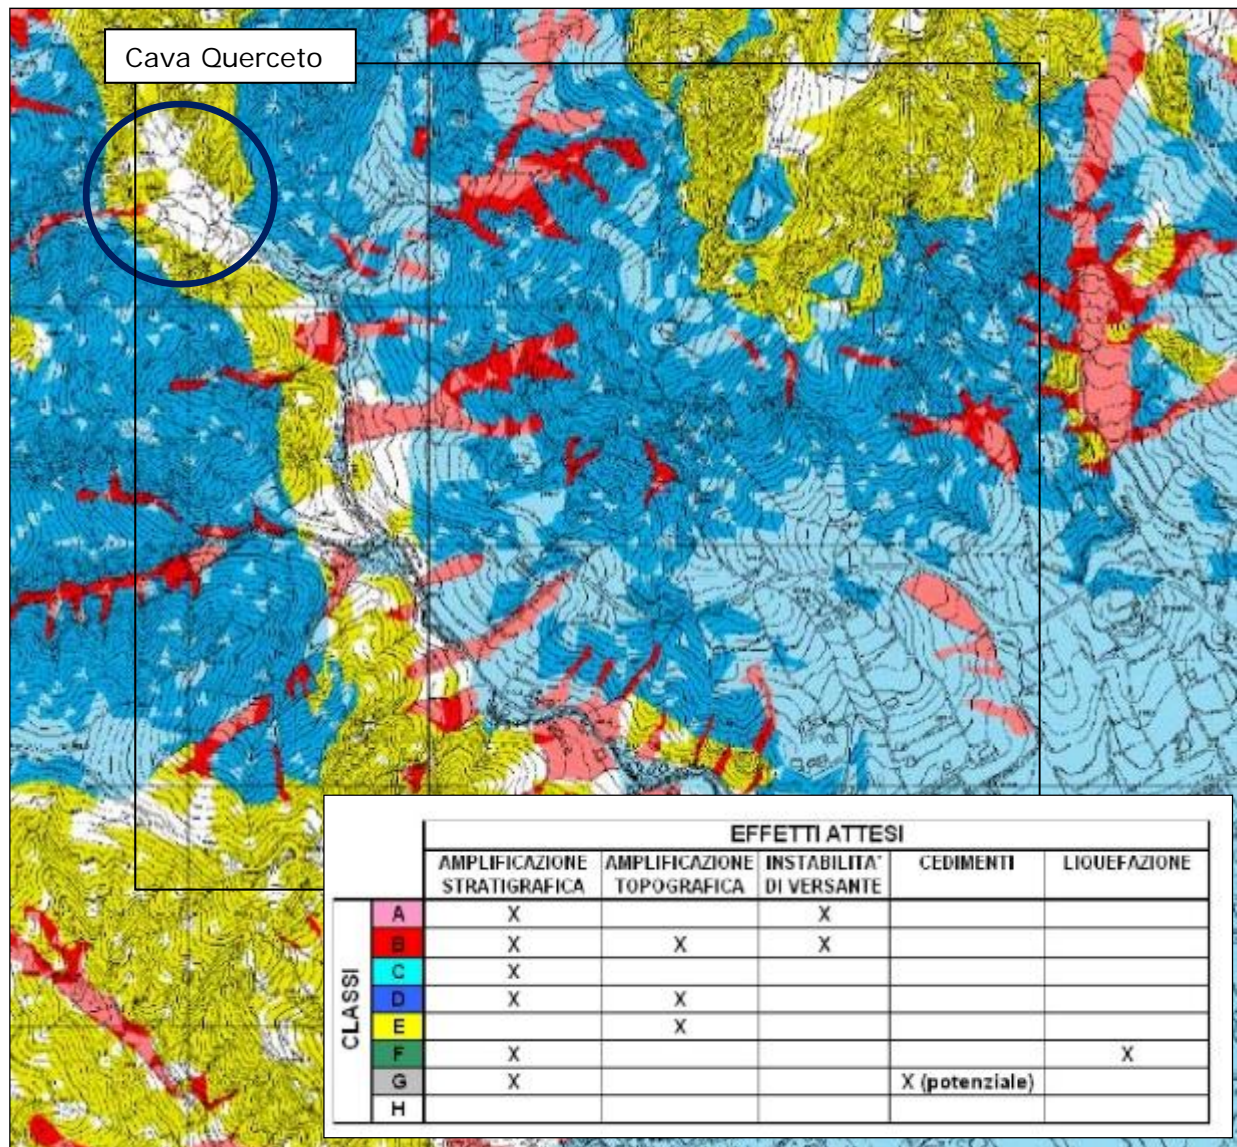 Cava Querceto
EFFETTI ATTESI
AMPLIFICAZIONE STRATIGRAFICA AMPLIFICAZIONE TOPOGRAFICA INSTABILITA' DI VERSANTE CEDIMENTI LIQUEFAZIONE
CLASSI
A X X
B X X X
C X
D X X
E X
F X X
G X X (potenziale)
H